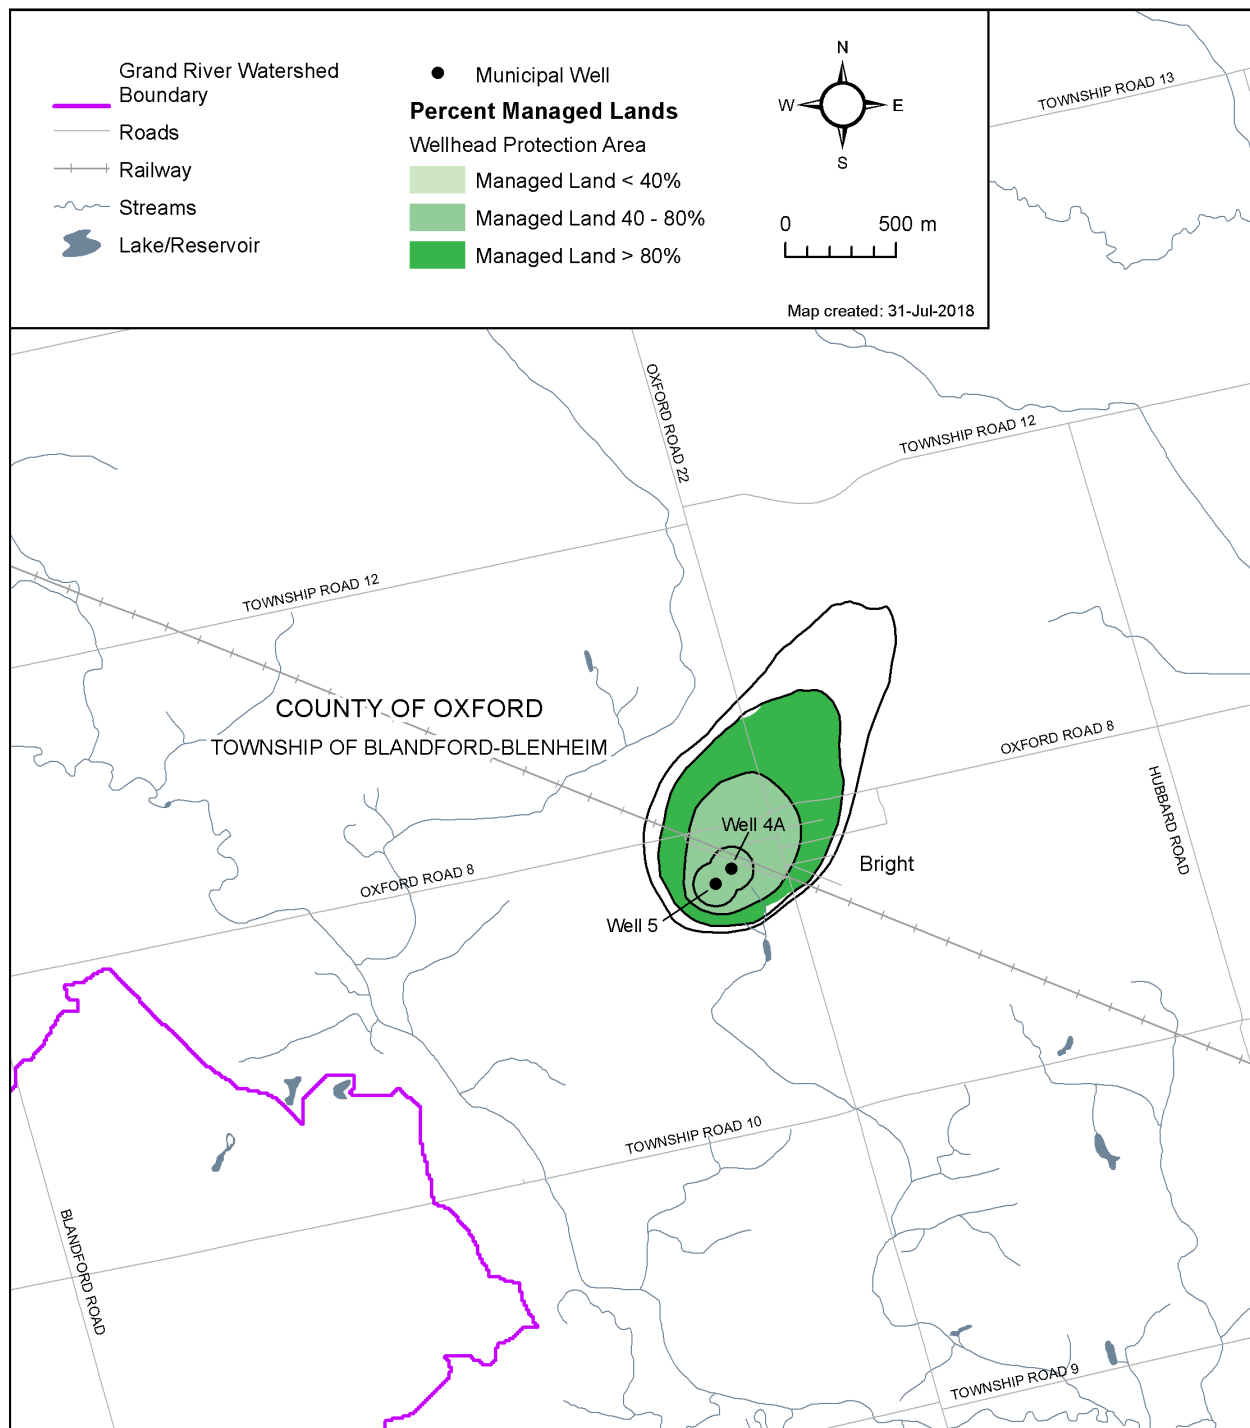 Grand River Watershed
Boundary
Roads
Railway
Streams
Lake/Reservoir
Municipal Well
Percent Managed Lands
Wellhead Protection Area
Managed Land < 40%
Managed Land 40 - 80%
Managed Land > 80%
N
W
E
S
0
500 m
Map created: 31-Jul-2018
TOWNSHIP ROAD 13
OXFORD ROAD 22
TOWNSHIP ROAD 12
TOWNSHIP ROAD 12
COUNTY OF OXFORD
TOWNSHIP OF BLANDFORD-BLENHEIM
OXFORD ROAD 8
HUBBARD ROAD
Well 4A
Bright
OXFORD ROAD 8
Well 5
TOWNSHIP ROAD 10
BLANDFORD ROAD
TOWNSHIP ROAD 9